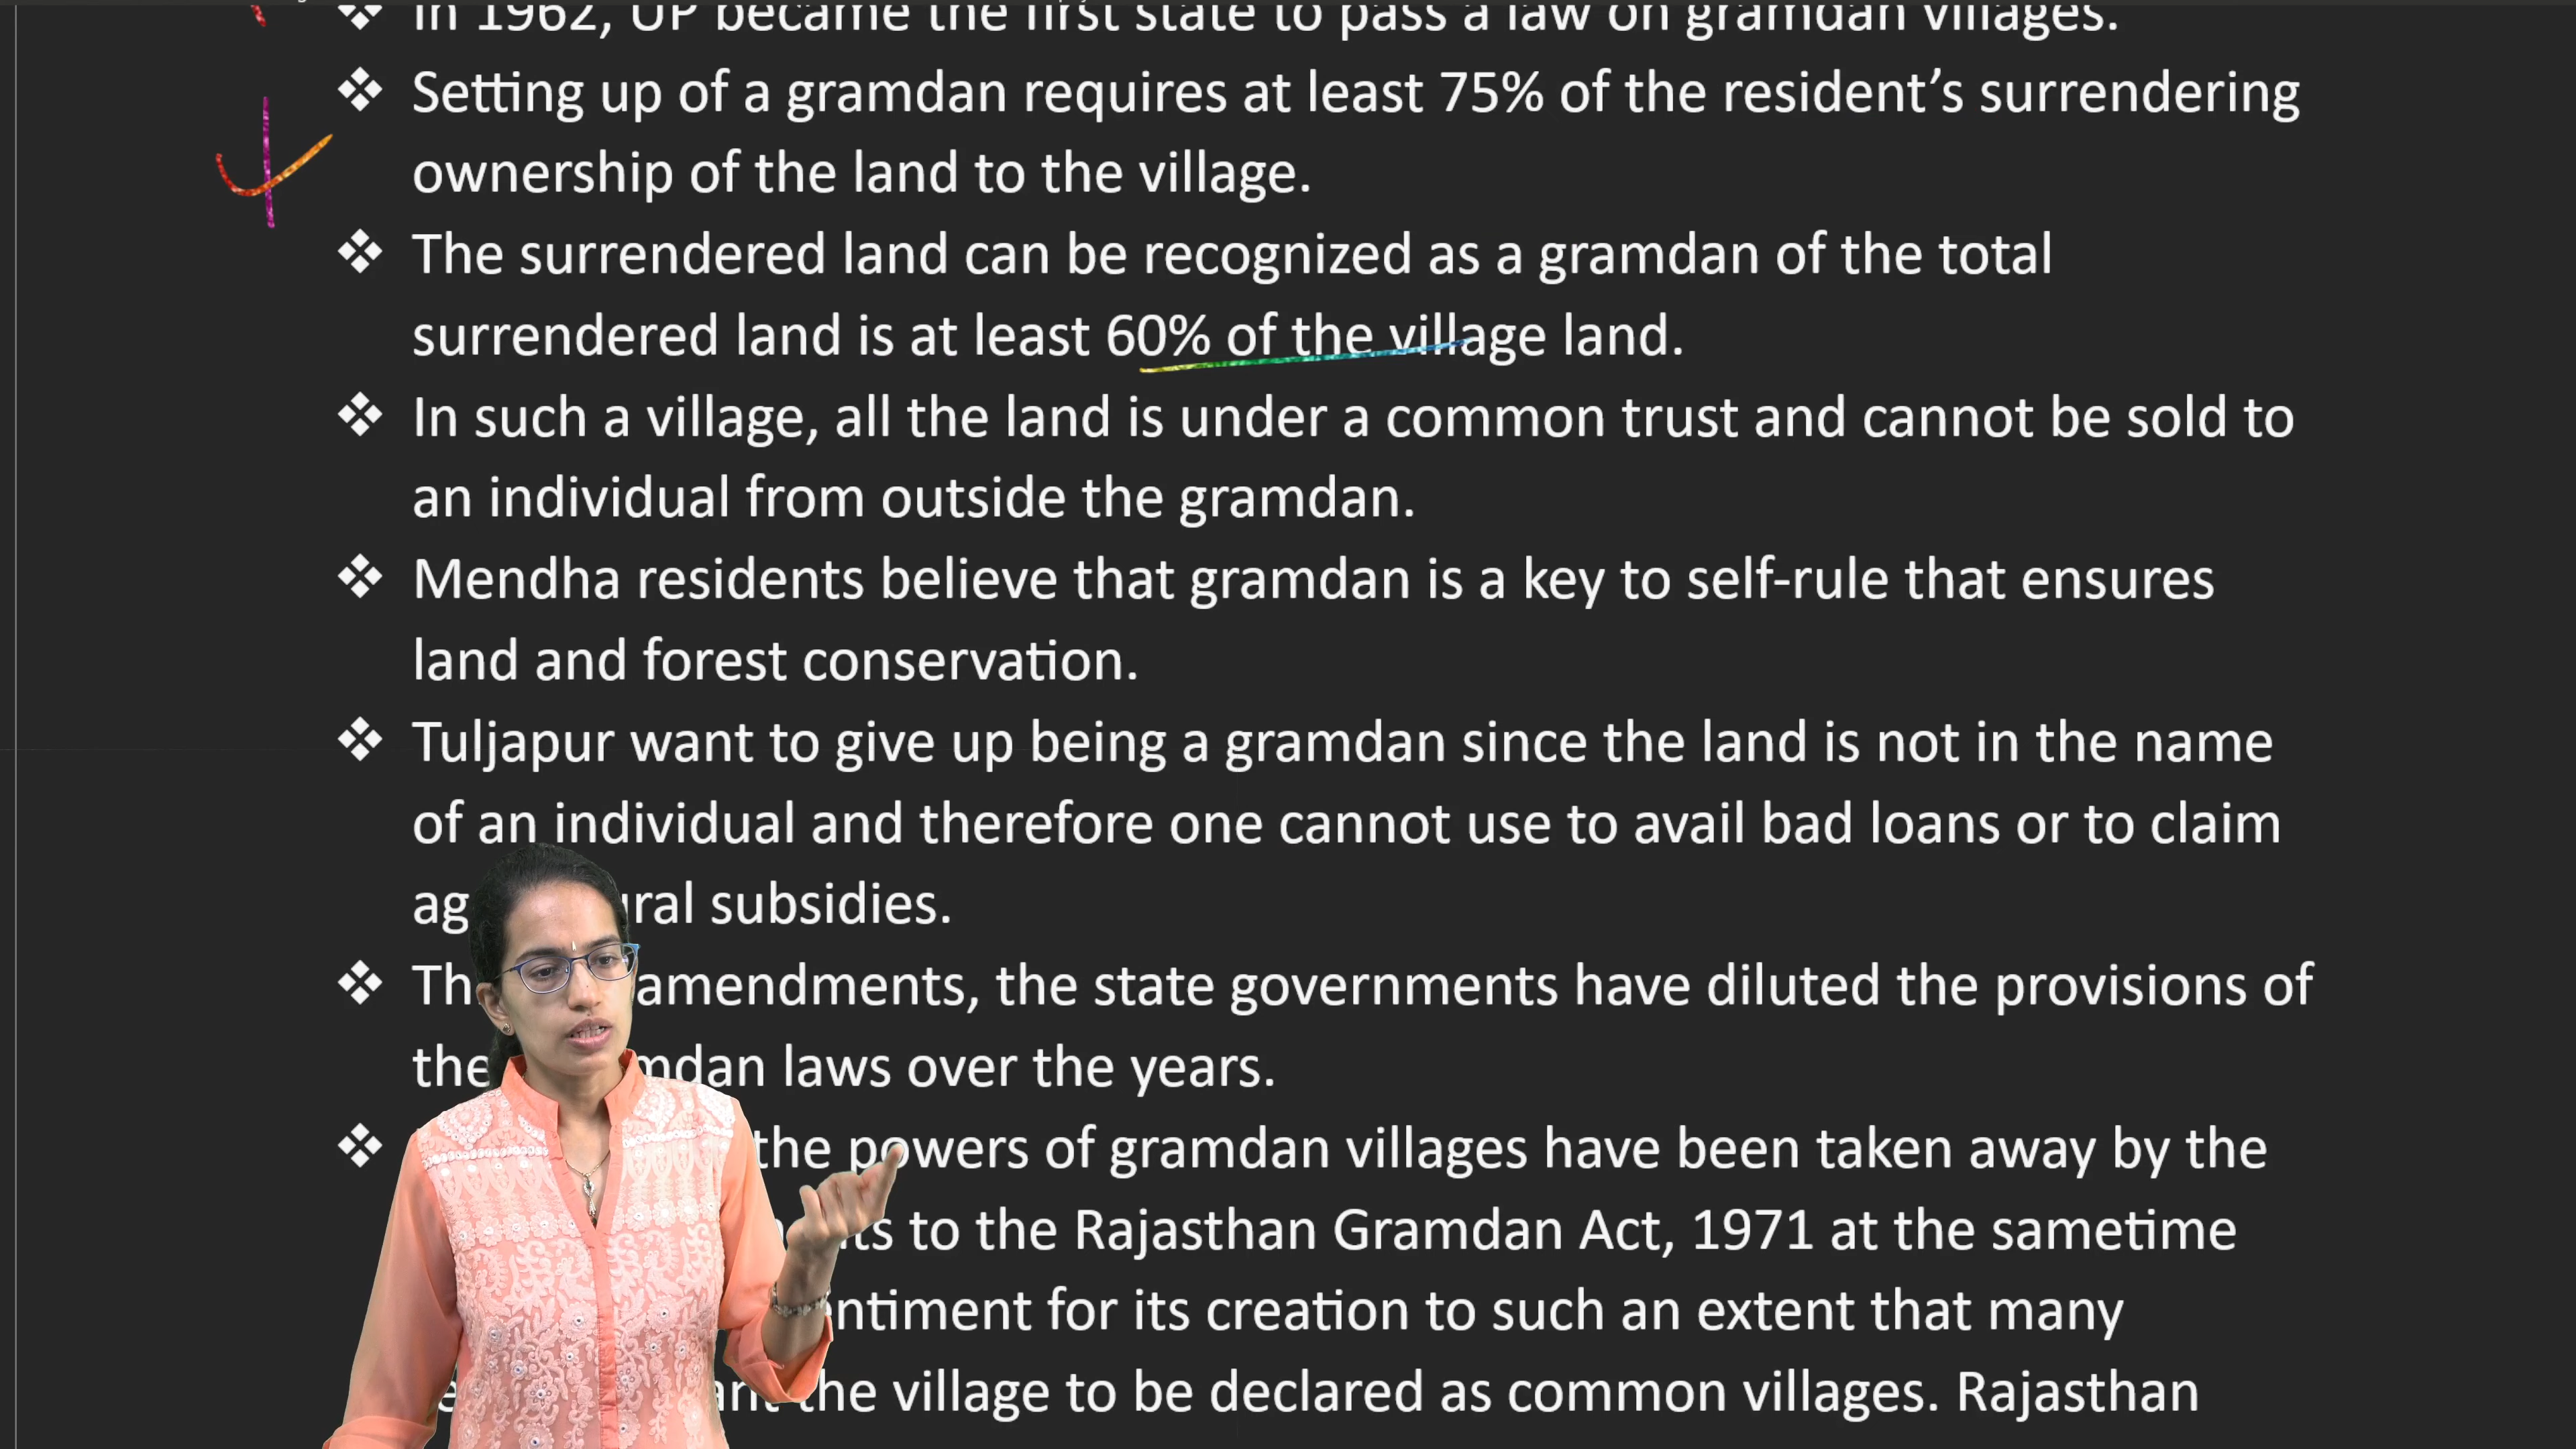 In 1962, UP became the first state to pass a law on gramdan villages.
❖ Setting up of a gramdan requires at least 75% of the resident's surrendering
ownership of the land to the village.
❖ The surrendered land can be recognized as a gramdan of the total
surrendered land is at least 60% of the village land.
❖ In such a village, all the land is under a common trust and cannot be sold to
an individual from outside the gramdan.
❖ Mendha residents believe that gramdan is a key to self-rule that ensures
land and forest conservation.
❖ Tuljapur want to give up being a gramdan since the land is not in the name
of an individual and therefore one cannot use to avail bad loans or to claim
subsidies.
❖ amendments, the state governments have diluted the provisions of
laws over the years.
❖ the powers of gramdan villages have been taken away by the
to the Rajasthan Gramdan Act, 1971 at the sametime
for its creation to such an extent that many
the village to be declared as common villages. Rajasthan